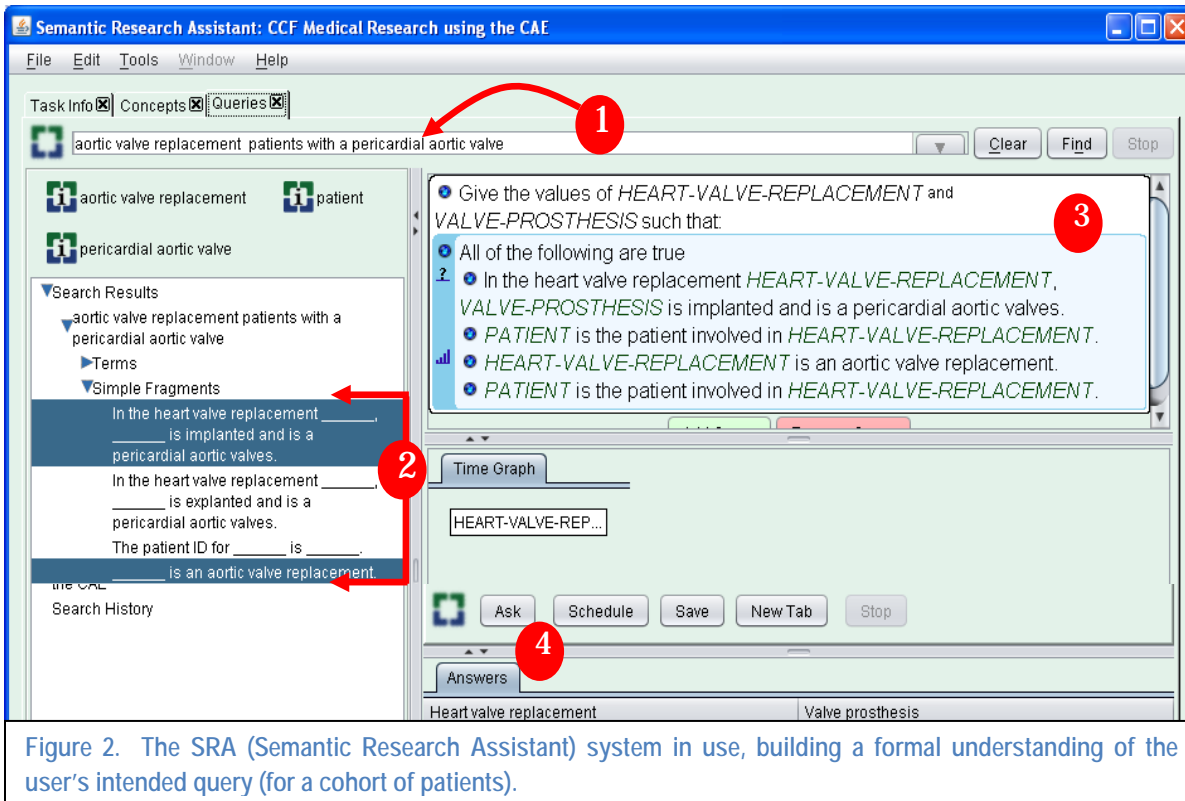 Semantic Research Assistant: CCF Medical Research using the CAE
File Edit Tools Window Help
Task Info Concepts Queries
1
aortic valve replacement patients with a pericardial aortic valve
Clear Find Stop
aortic valve replacement patient
pericardial aortic valve
Search Results
aortic valve replacement patients with a
pericardial aortic valve
Terms
Simple Fragments
In the heart valve replacement ______,
______ is implanted and is a
pericardial aortic valves.
In the heart valve replacement ______,
______ is explanted and is a
pericardial aortic valves.
The patient ID for ______ is ______.
______ is an aortic valve replacement.
the CAE
Search History
2
Give the values of HEART-VALVE-REPLACEMENT and
VALVE-PROSTHESIS such that:
3
All of the following are true
? In the heart valve replacement HEART-VALVE-REPLACEMENT,
VALVE-PROSTHESIS is implanted and is a pericardial aortic valves.
PATIENT is the patient involved in HEART-VALVE-REPLACEMENT.
HEART-VALVE-REPLACEMENT is an aortic valve replacement.
PATIENT is the patient involved in HEART-VALVE-REPLACEMENT.
Time Graph
HEART-VALVE-REP...
Ask Schedule Save New Tab Stop
4
Answers
Heart valve replacement Valve prosthesis
Figure 2. The SRA (Semantic Research Assistant) system in use, building a formal understanding of the
user's intended query (for a cohort of patients).